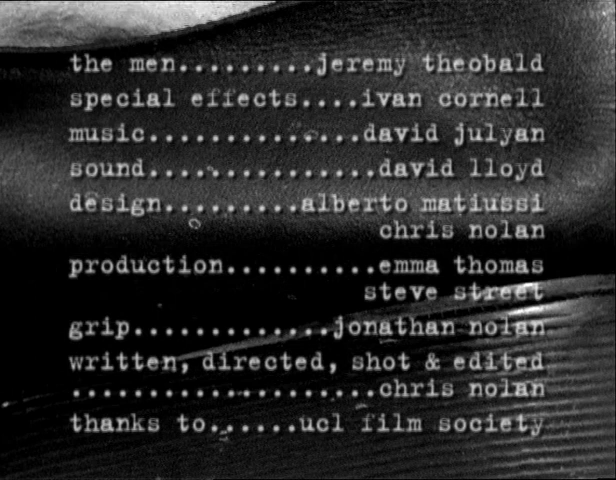 the men.........jeremy theobald
special effects....ivan cornell
music..............david julyan
sound...............david lloyd
design.........alberto matiussi
chris nolan
production..........emma thomas
steve street
grip.............jonathan nolan
written, directed, shot & edited
....................chris nolan
thanks to......ucl film society